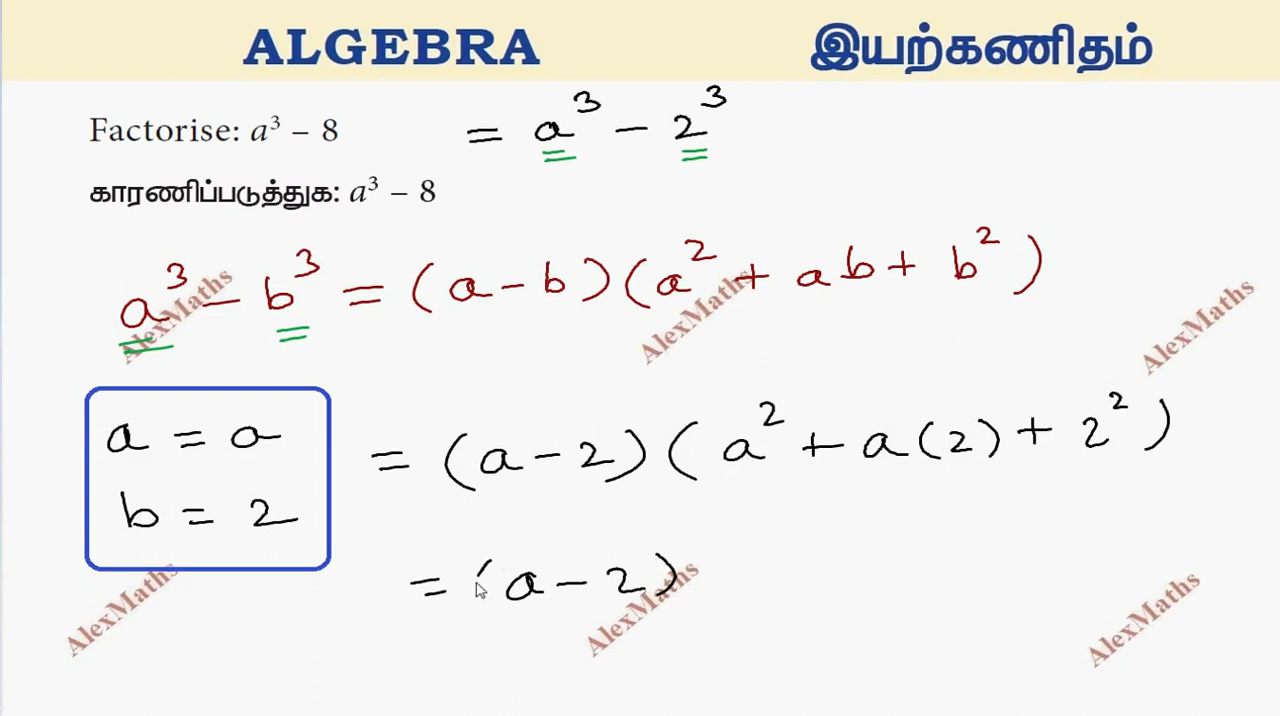 ALGEBRA இயற்கணிதம்
Factorise: a³ – 8 = a³ – 2³
காரணிப்படுத்துக: a³ – 8
a³ – b³ = (a – b)(a² + ab + b²)
a = a
b = 2
= (a – 2)(a² + a(2) + 2²)
= (a – 2)
AlexMaths
AlexMaths
AlexMaths
AlexMaths
AlexMaths
AlexMaths